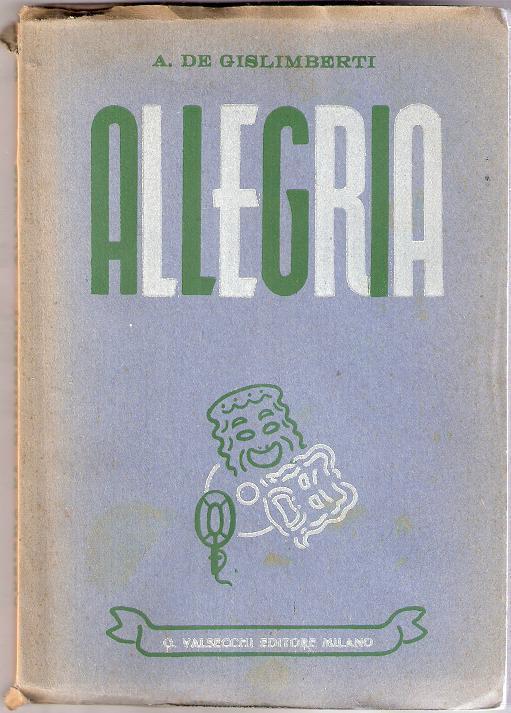 A. DE GISLIMBERTI
ALLEGRIA
G. VALSECCHI EDITORE MILANO